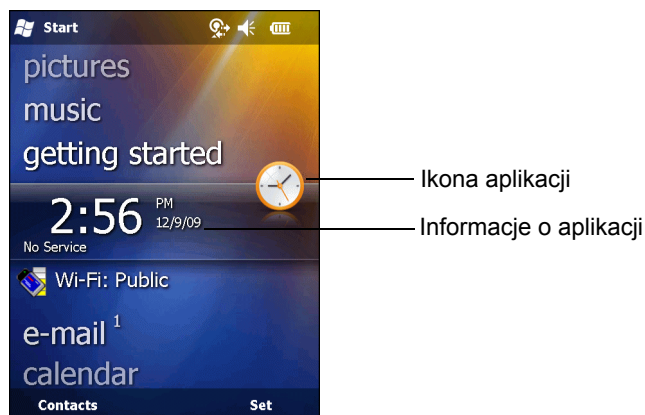 Start
pictures
music
getting started
Ikona aplikacji
2:56 PM
12/9/09
Informacje o aplikacji
No Service
Wi-Fi: Public
e-mail 1
calendar
Contacts Set